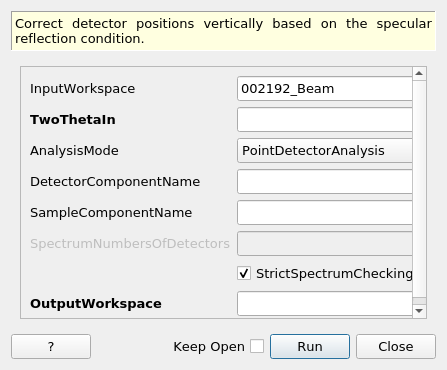 Correct detector positions vertically based on the specular
reflection condition.
InputWorkspace 002192_Beam
TwoThetaIn
AnalysisMode PointDetectorAnalysis
DetectorComponentName
SampleComponentName
SpectrumNumbersOfDetectors
StrictSpectrumChecking
OutputWorkspace
? Keep Open Run Close